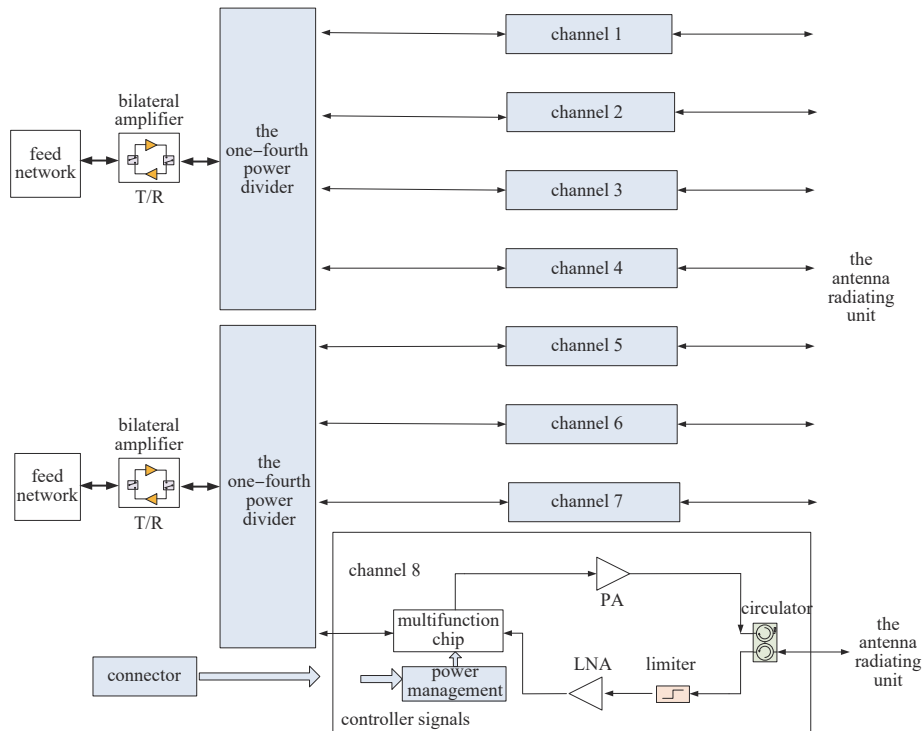 channel 1
channel 2
channel 3
channel 4
bilateral
amplifier
feed
network
T/R
the
one–fourth
power
divider
the
antenna
radiating
unit
channel 5
channel 6
channel 7
bilateral
amplifier
feed
network
T/R
the
one–fourth
power
divider
channel 8
PA
circulator
multifunction
chip
LNA
limiter
the
antenna
radiating
unit
connector
power
management
controller signals